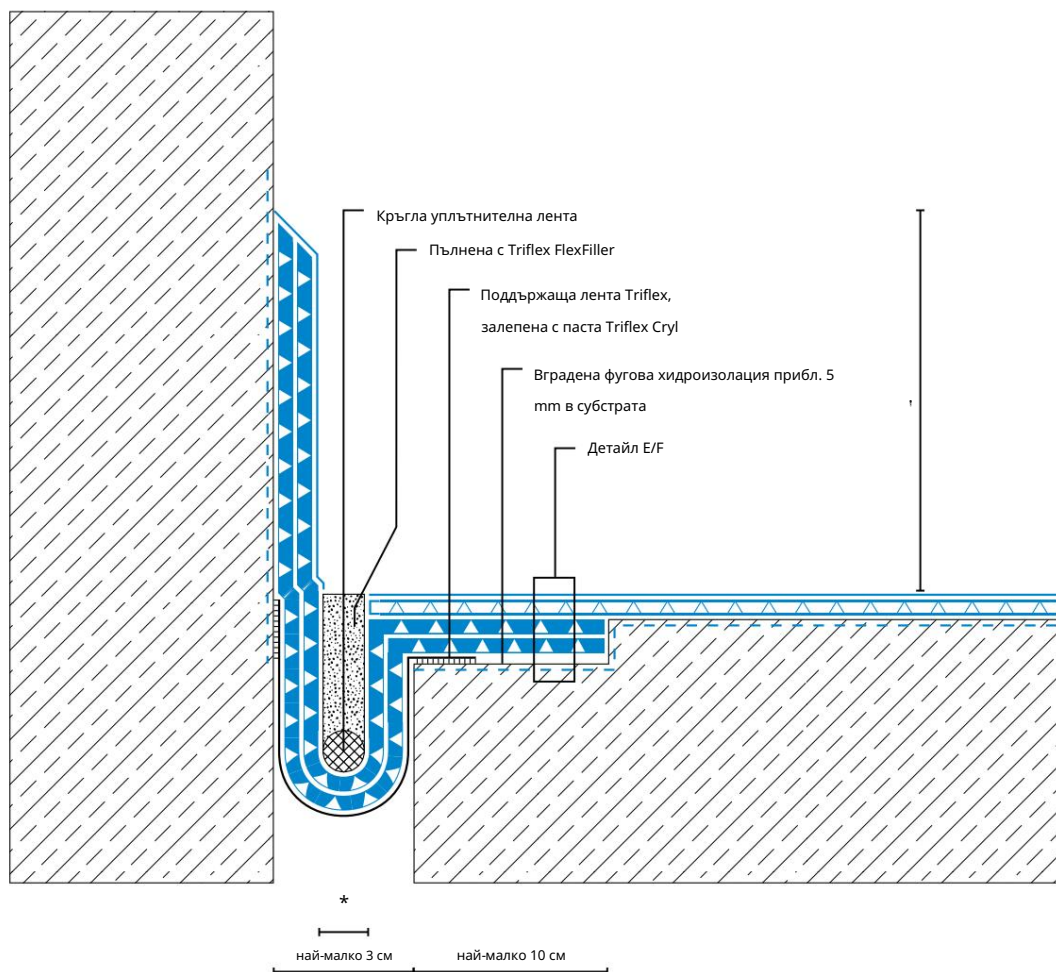 Кръгла уплътнителна лента
Пълнена с Triflex FlexFiller
Поддържаща лента Triflex,
залепена с паста Triflex Cryl
Вградена фугова хидроизолация прибл. 5
mm в субстрата
Детайл E/F
*
най-малко 3 см
най-малко 10 см